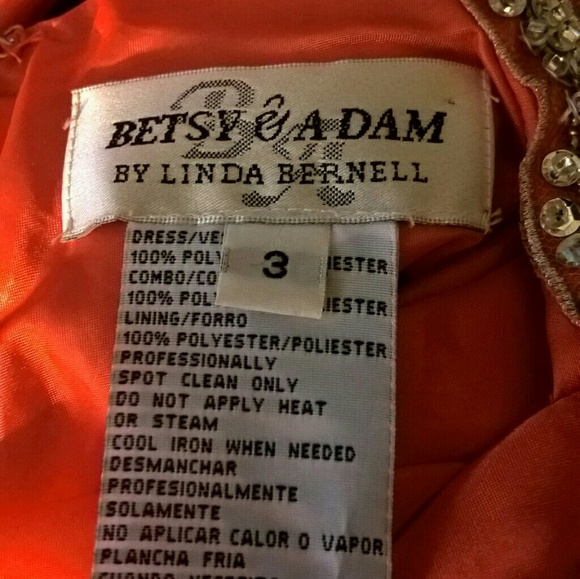 BETSY & ADAM
BY LINDA BERNELL
3
DRESS/VE
100% POLY ESTER
COMBO/CO
100% POL IESTER
LINING/FORRO
100% POLYESTER/POLIESTER
PROFESSIONALLY
SPOT CLEAN ONLY
DO NOT APPLY HEAT
OR STEAM
COOL IRON WHEN NEEDED
DESMANCHAR
PROFESIONALMENTE
SOLAMENTE
NO APLICAR CALOR O VAPOR
PLANCHA FRIA
CUANDO